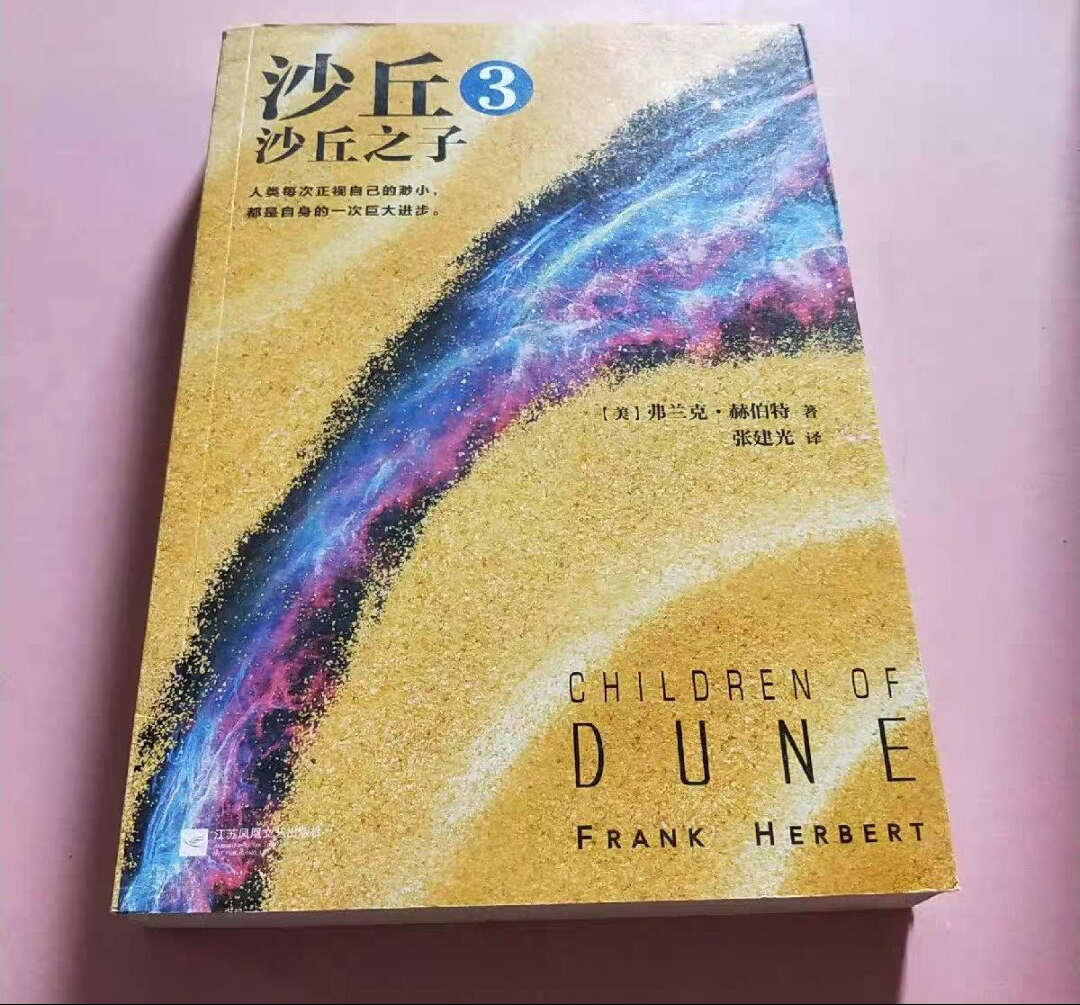 沙丘3
沙丘之子
人类每次正视自己的渺小，
都是自身的一次巨大进步。
【美】弗兰克·赫伯特 著
张建光 译
CHILDREN OF
DUNE
FRANK HERBERT
江苏凤凰文艺出版社